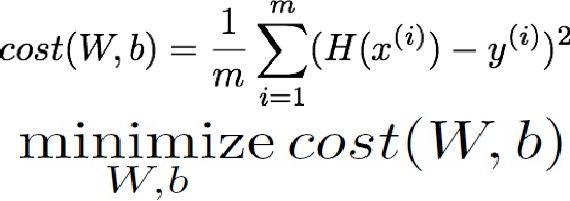 cost(W, b) = \frac{1}{m} \sum_{i=1}^{m} (H(x^{(i)}) - y^{(i)})^2
\underset{W,b}{\text{minimize}} cost(W, b)